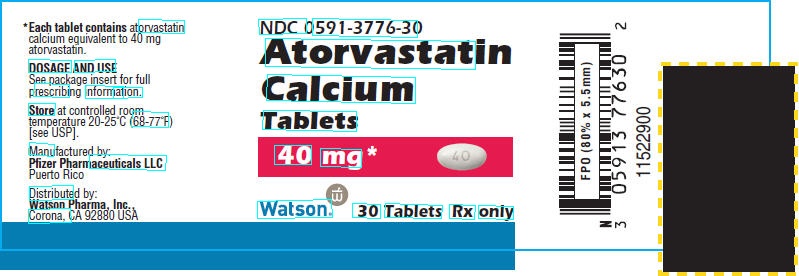 *Each tablet contains atorvastatin
calcium equivalent to 40 mg
atorvastatin.
DOSAGE AND USE
See package insert for full
prescribing information.
Store at controlled room
temperature 20-25°C (68-77°F)
[see USP].
Manufactured by:
Pfizer Pharmaceuticals LLC
Puerto Rico
Distributed by:
Watson Pharma, Inc.,
Corona, CA 92880 USA
NDC 0591-3776-30
Atorvastatin
Calcium
Tablets
40 mg*
40
Watson.
30 Tablets Rx only
FPO (80% x 5.5mm)
N 3 05913 77630 2
11522900